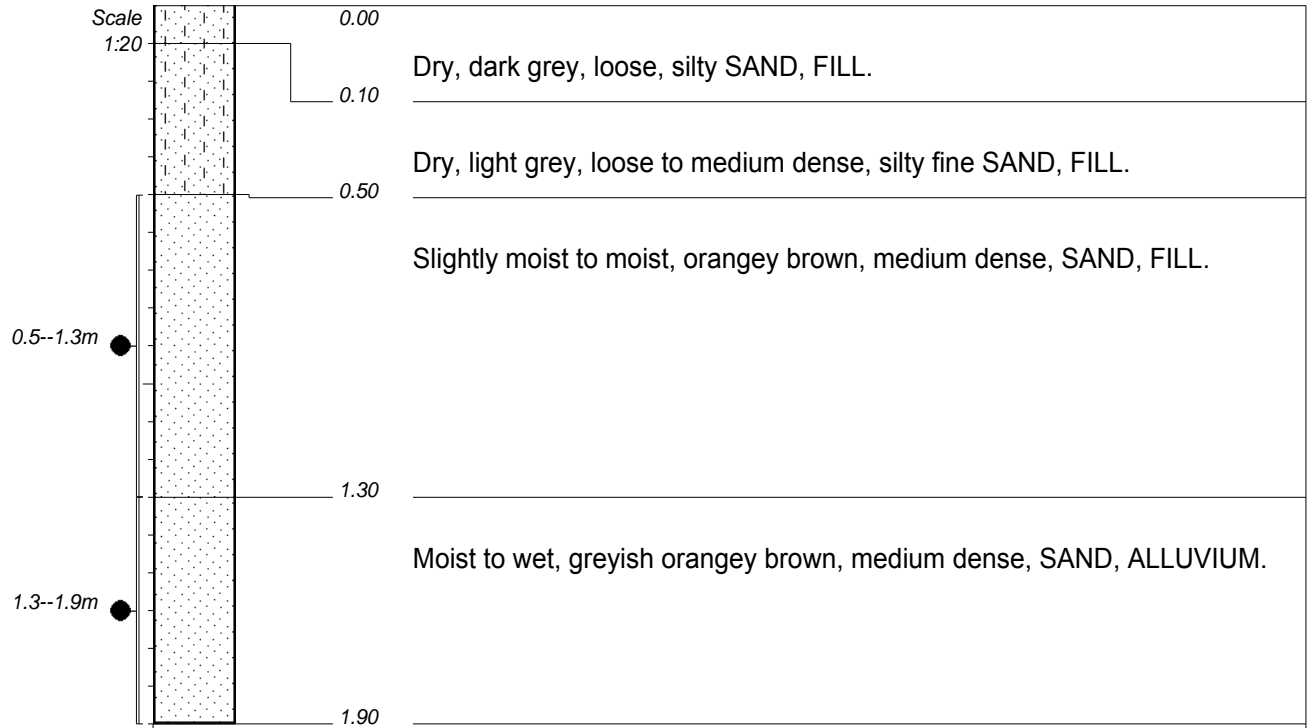 Scale
1:20
0.00
Dry, dark grey, loose, silty SAND, FILL.
0.10
Dry, light grey, loose to medium dense, silty fine SAND, FILL.
0.50
Slightly moist to moist, orangey brown, medium dense, SAND, FILL.
0.5--1.3m
1.30
Moist to wet, greyish orangey brown, medium dense, SAND, ALLUVIUM.
1.3--1.9m
1.90